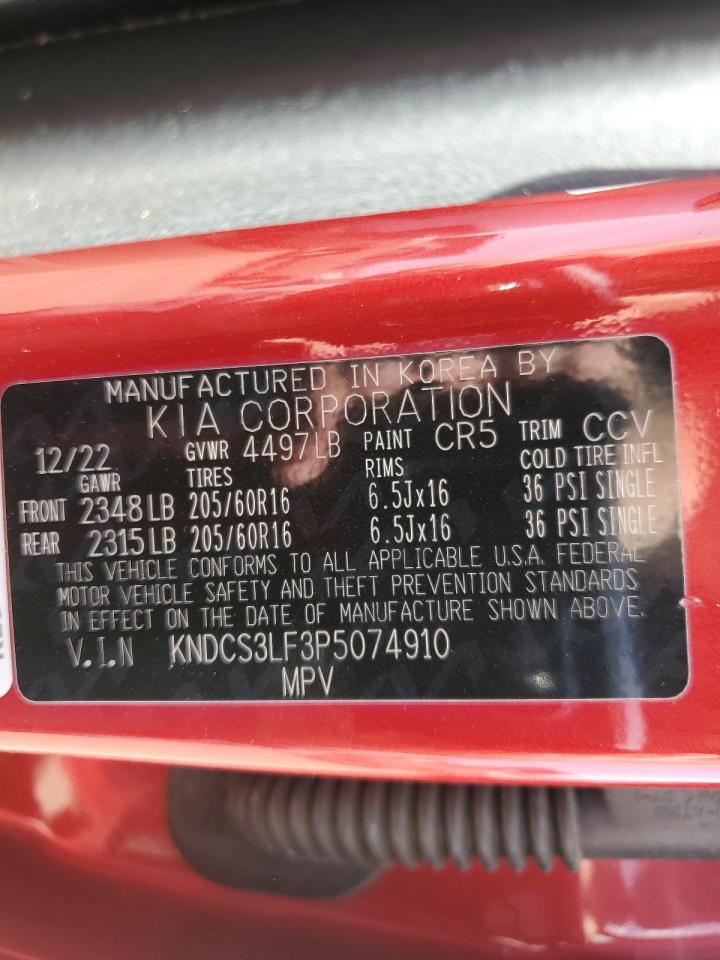 MANUFACTURED IN KOREA BY
KIA CORPORATION
12/22 GVWR 4497LB PAINT CR5 TRIM CCV
GAWR TIRES RIMS COLD TIRE INFL
FRONT 2348LB 205/60R16 6.5Jx16 36 PSI SINGLE
REAR 2315LB 205/60R16 6.5Jx16 36 PSI SINGLE
THIS VEHICLE CONFORMS TO ALL APPLICABLE U.S.A. FEDERAL
MOTOR VEHICLE SAFETY AND THEFT PREVENTION STANDARDS
IN EFFECT ON THE DATE OF MANUFACTURE SHOWN ABOVE.
V.I.N KNDCS3LF3P5074910
MPV